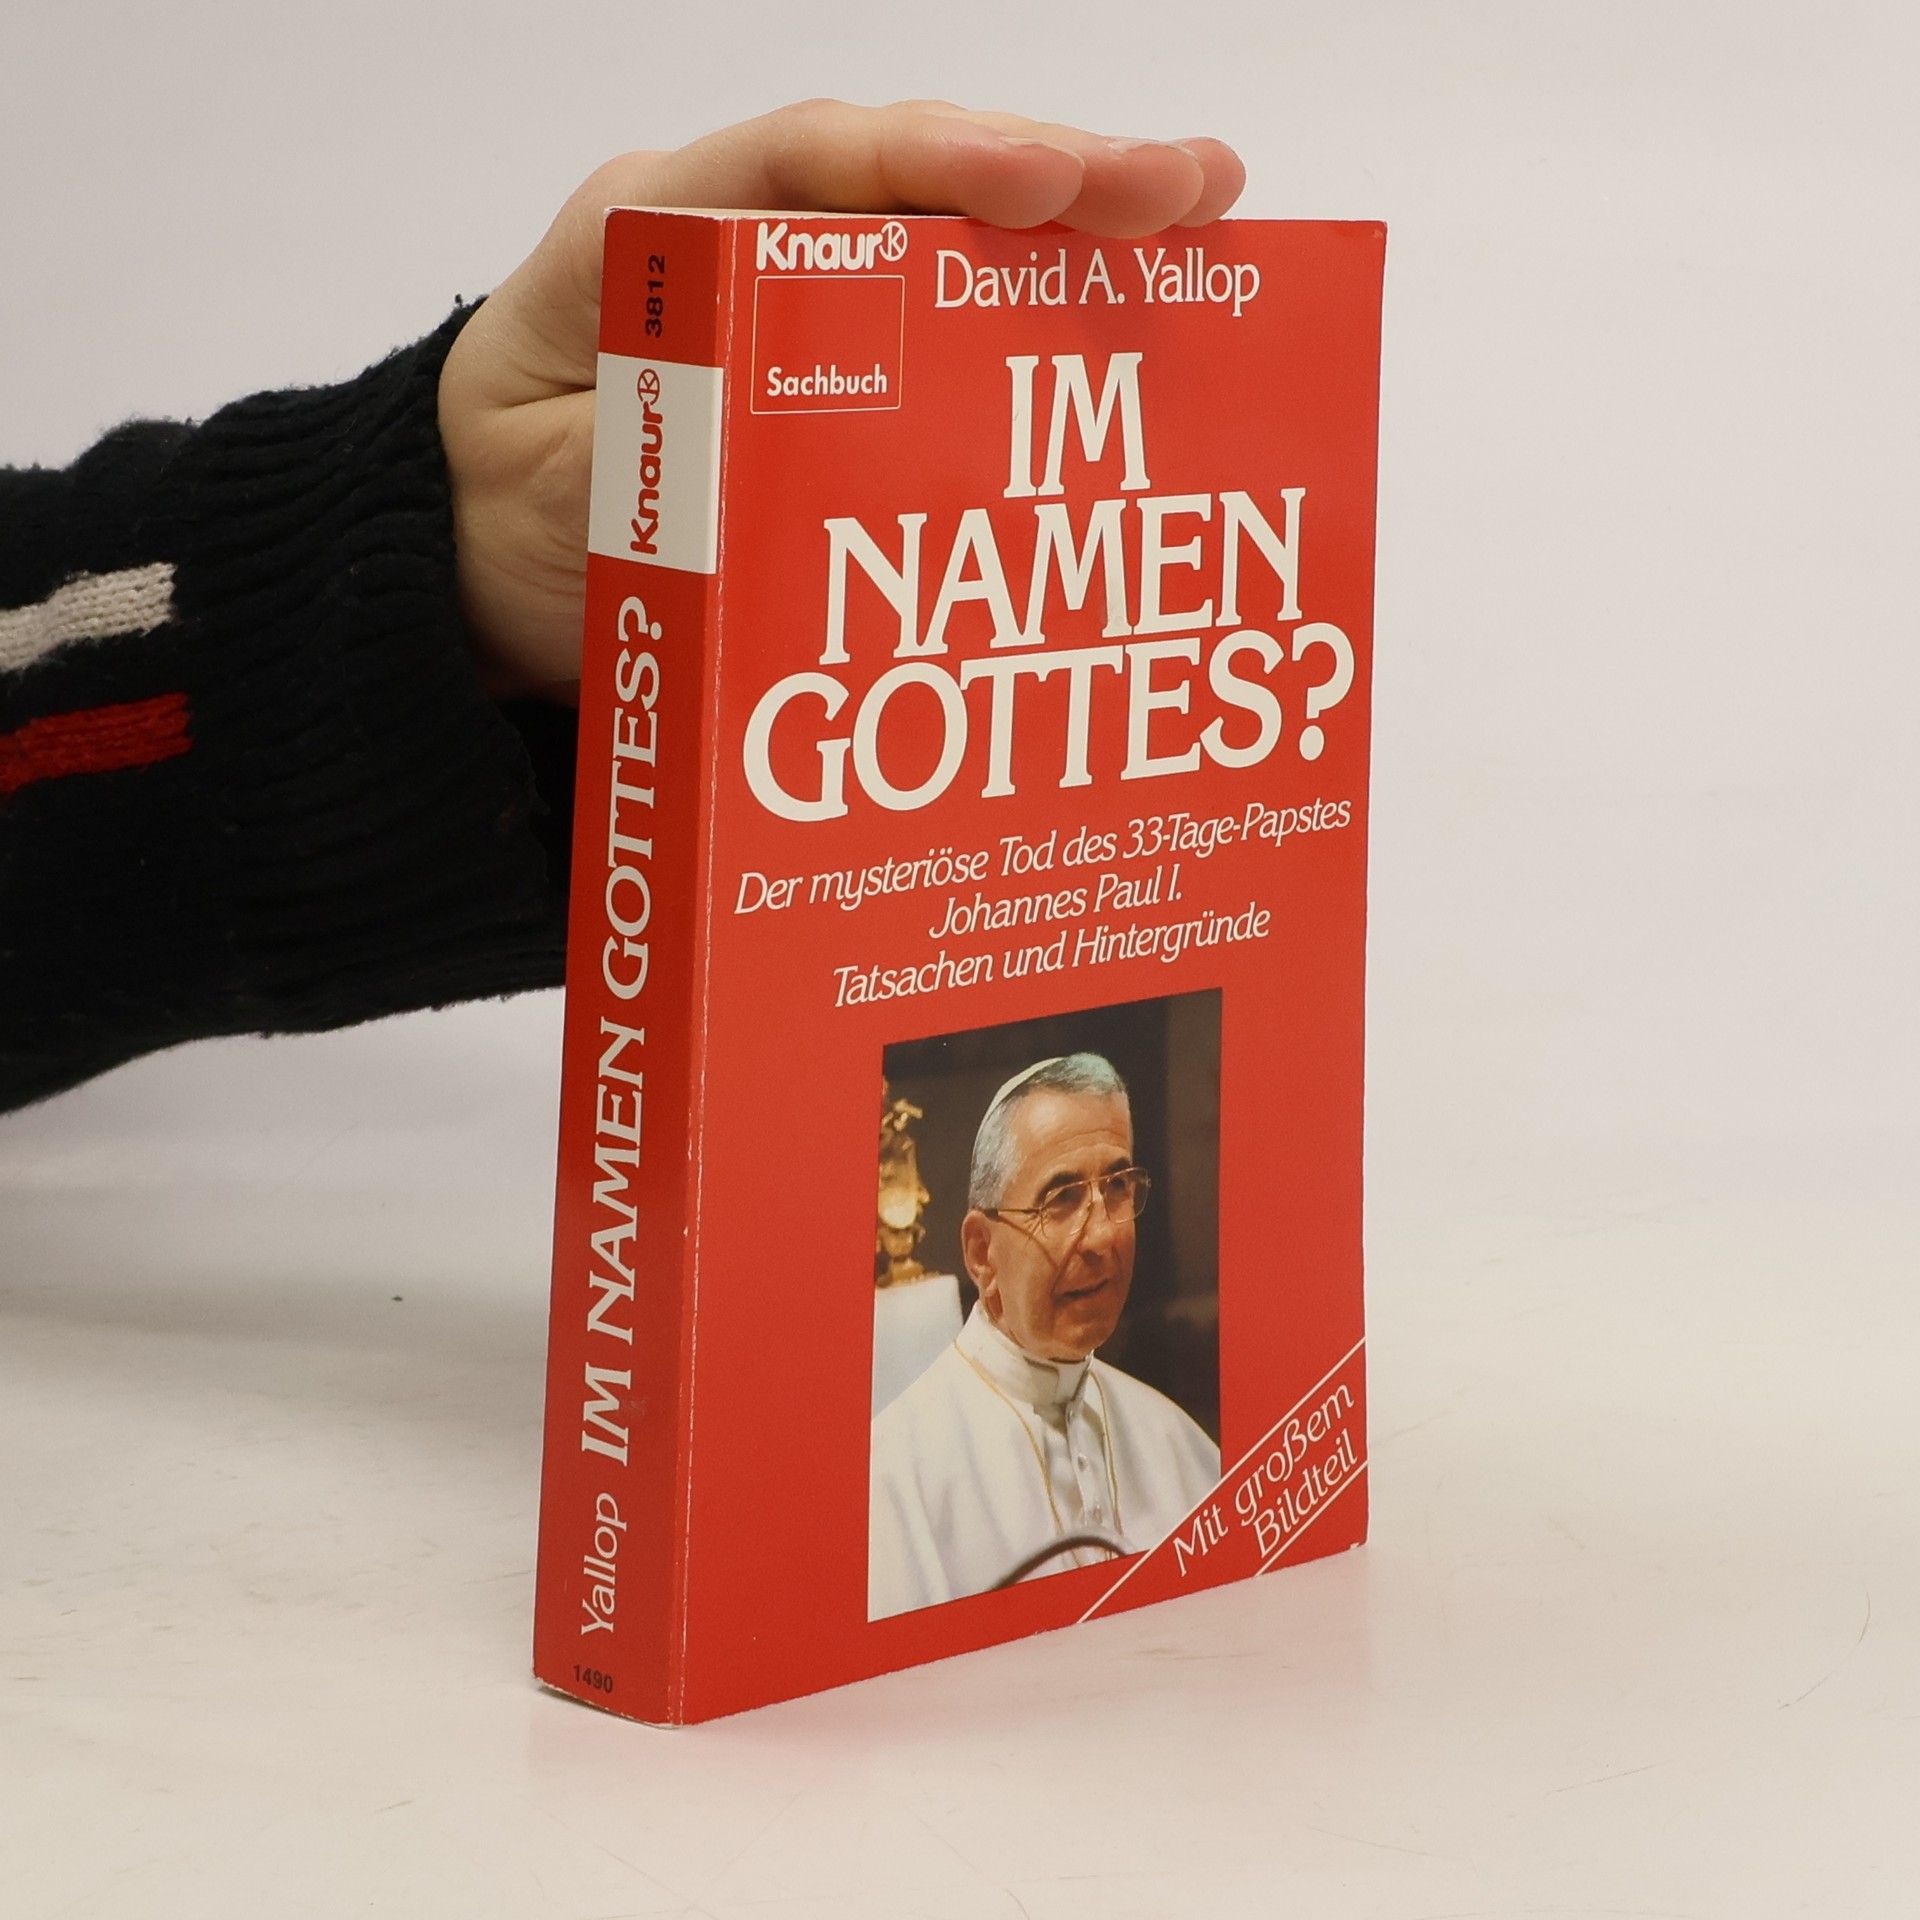 3812
Knaur
Yallop IM NAMEN GOTTES?
1490
Knaur
Sachbuch
David A. Yallop
IM
NAMEN
GOTTES?
Der mysteriöse Tod des 33-Tage-Papstes
Johannes Paul I.
Tatsachen und Hintergründe
Mit großem
Bildteil